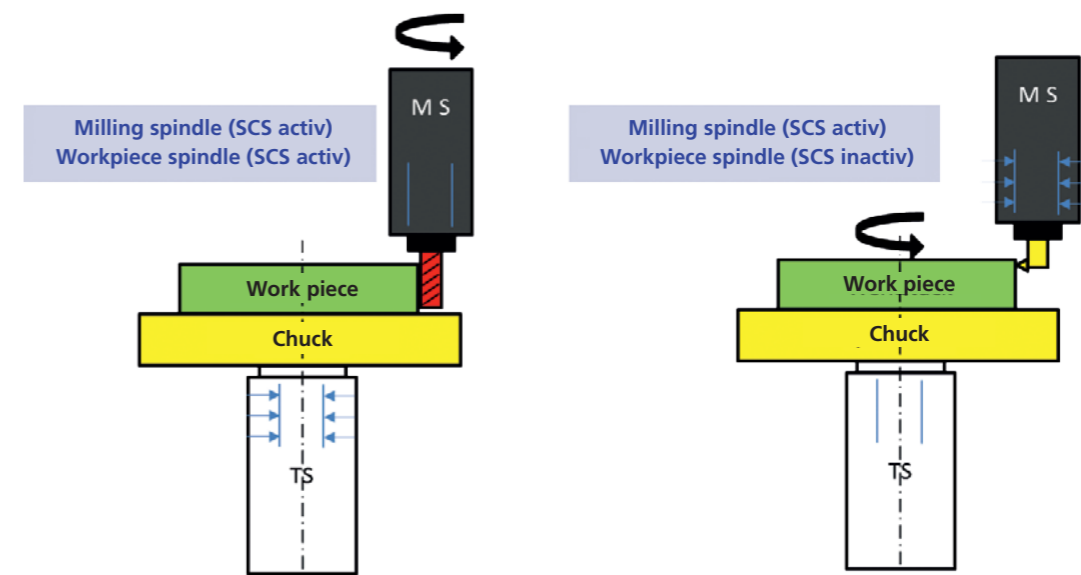 M S
Milling spindle (SCS activ)
Workpiece spindle (SCS activ)
Work piece
Chuck
TS
M S
Milling spindle (SCS activ)
Workpiece spindle (SCS inactiv)
Work piece
Chuck
TS